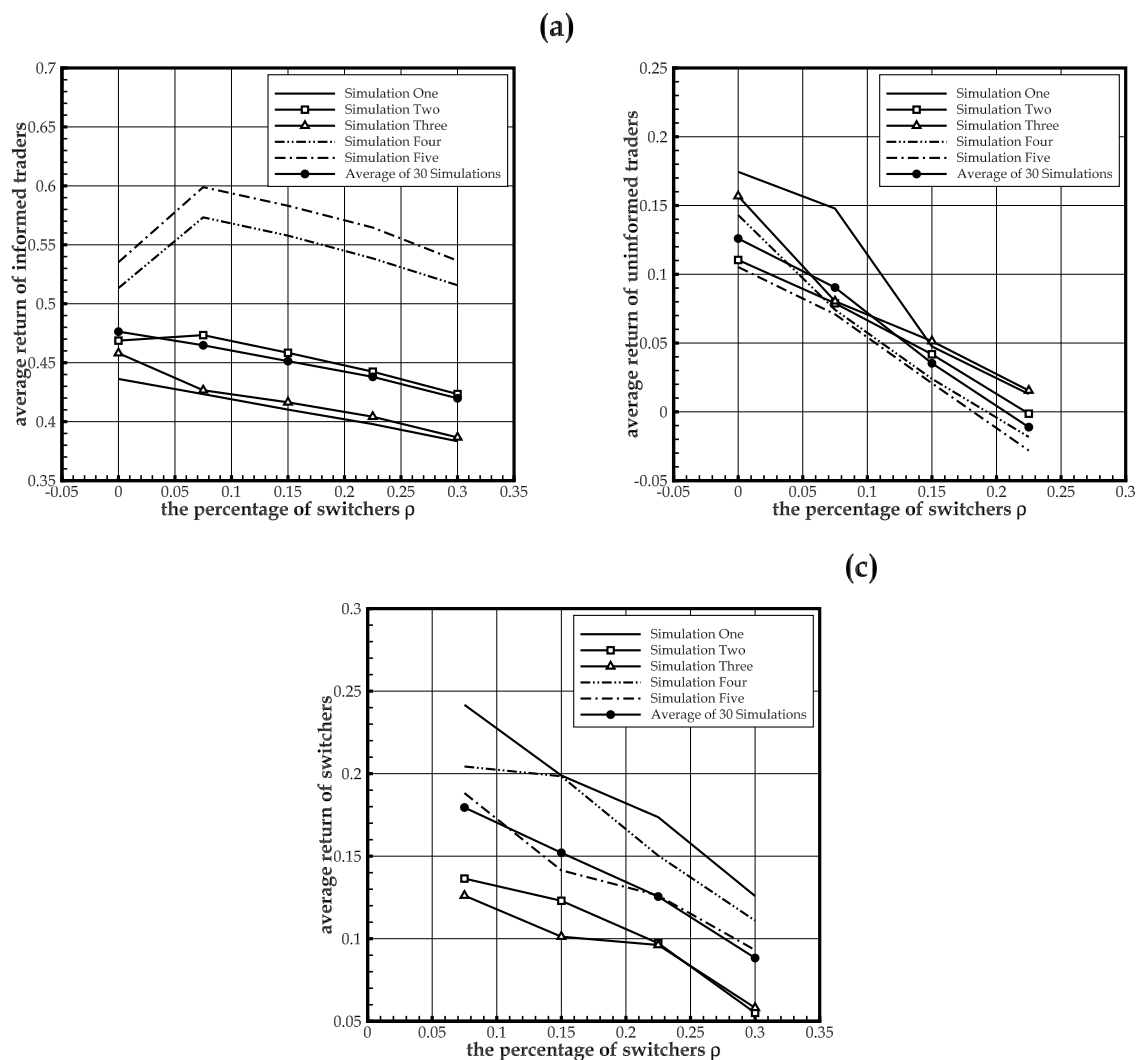 (a)
0.7
0.65
0.6
0.55
0.5
0.45
0.4
0.35
average return of informed traders
Simulation One
Simulation Two
Simulation Three
Simulation Four
Simulation Five
Average of 30 Simulations
-0.05 0 0.05 0.1 0.15 0.2 0.25 0.3 0.35
the percentage of switchers ρ
0.25
0.2
0.15
0.1
0.05
0
-0.05
average return of uninformed traders
Simulation One
Simulation Two
Simulation Three
Simulation Four
Simulation Five
Average of 30 Simulations
-0.05 0 0.05 0.1 0.15 0.2 0.25 0.3
the percentage of switchers ρ
(c)
0.3
0.25
0.2
0.15
0.1
0.05
average return of switchers
Simulation One
Simulation Two
Simulation Three
Simulation Four
Simulation Five
Average of 30 Simulations
0 0.05 0.1 0.15 0.2 0.25 0.3 0.35
the percentage of switchers ρ